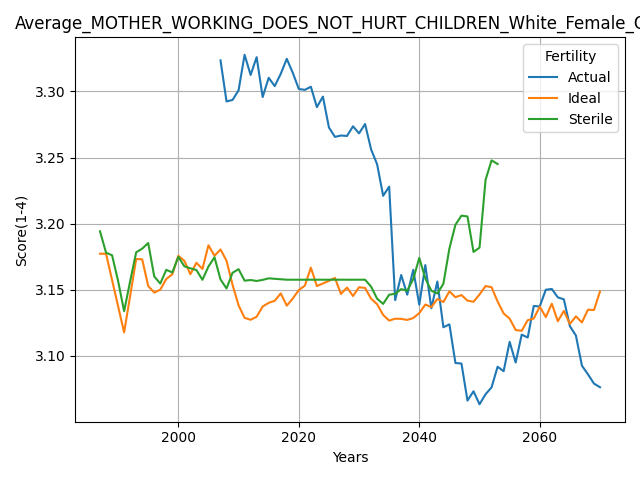 Average_MOTHER_WORKING_DOES_NOT_HURT_CHILDREN_White_Female_
Fertility
Actual
Ideal
Sterile
3.30
3.25
3.20
3.15
3.10
Score(1-4)
2000 2020 2040 2060
Years